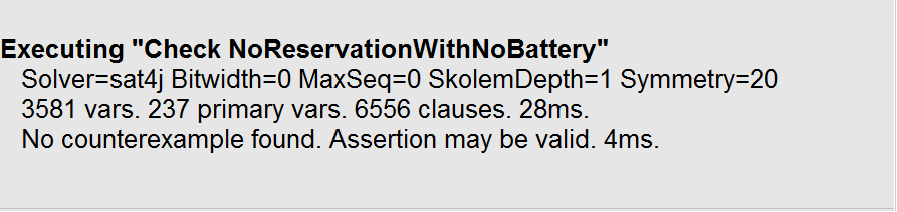 Executing "Check NoReservationWithNoBattery"
Solver=sat4j Bitwidth=0 MaxSeq=0 SkolemDepth=1 Symmetry=20
3581 vars. 237 primary vars. 6556 clauses. 28ms.
No counterexample found. Assertion may be valid. 4ms.